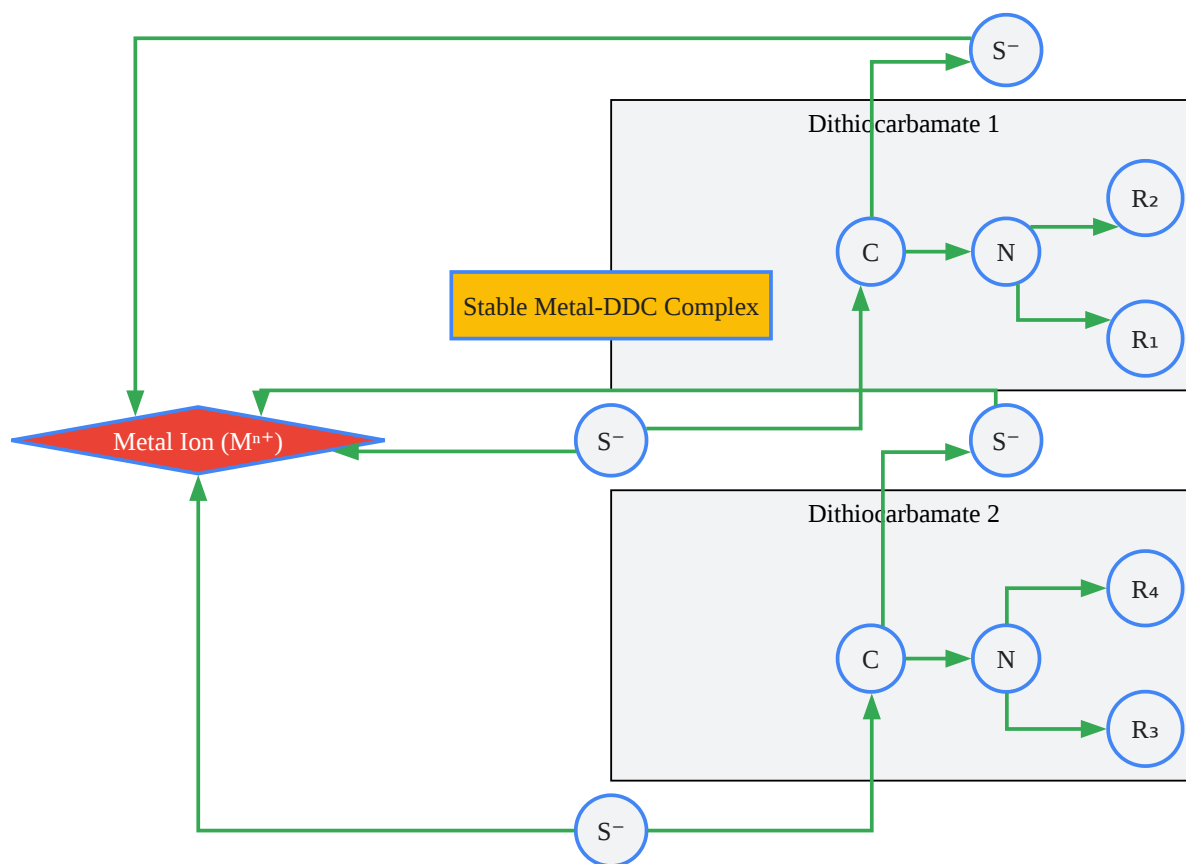 S⁻
Dithiocarbamate 1
R₂
C
N
Stable Metal-DDC Complex
R₁
Metal Ion (Mⁿ⁺)
S⁻
S⁻
Dithiocarbamate 2
R₄
C
N
R₃
S⁻